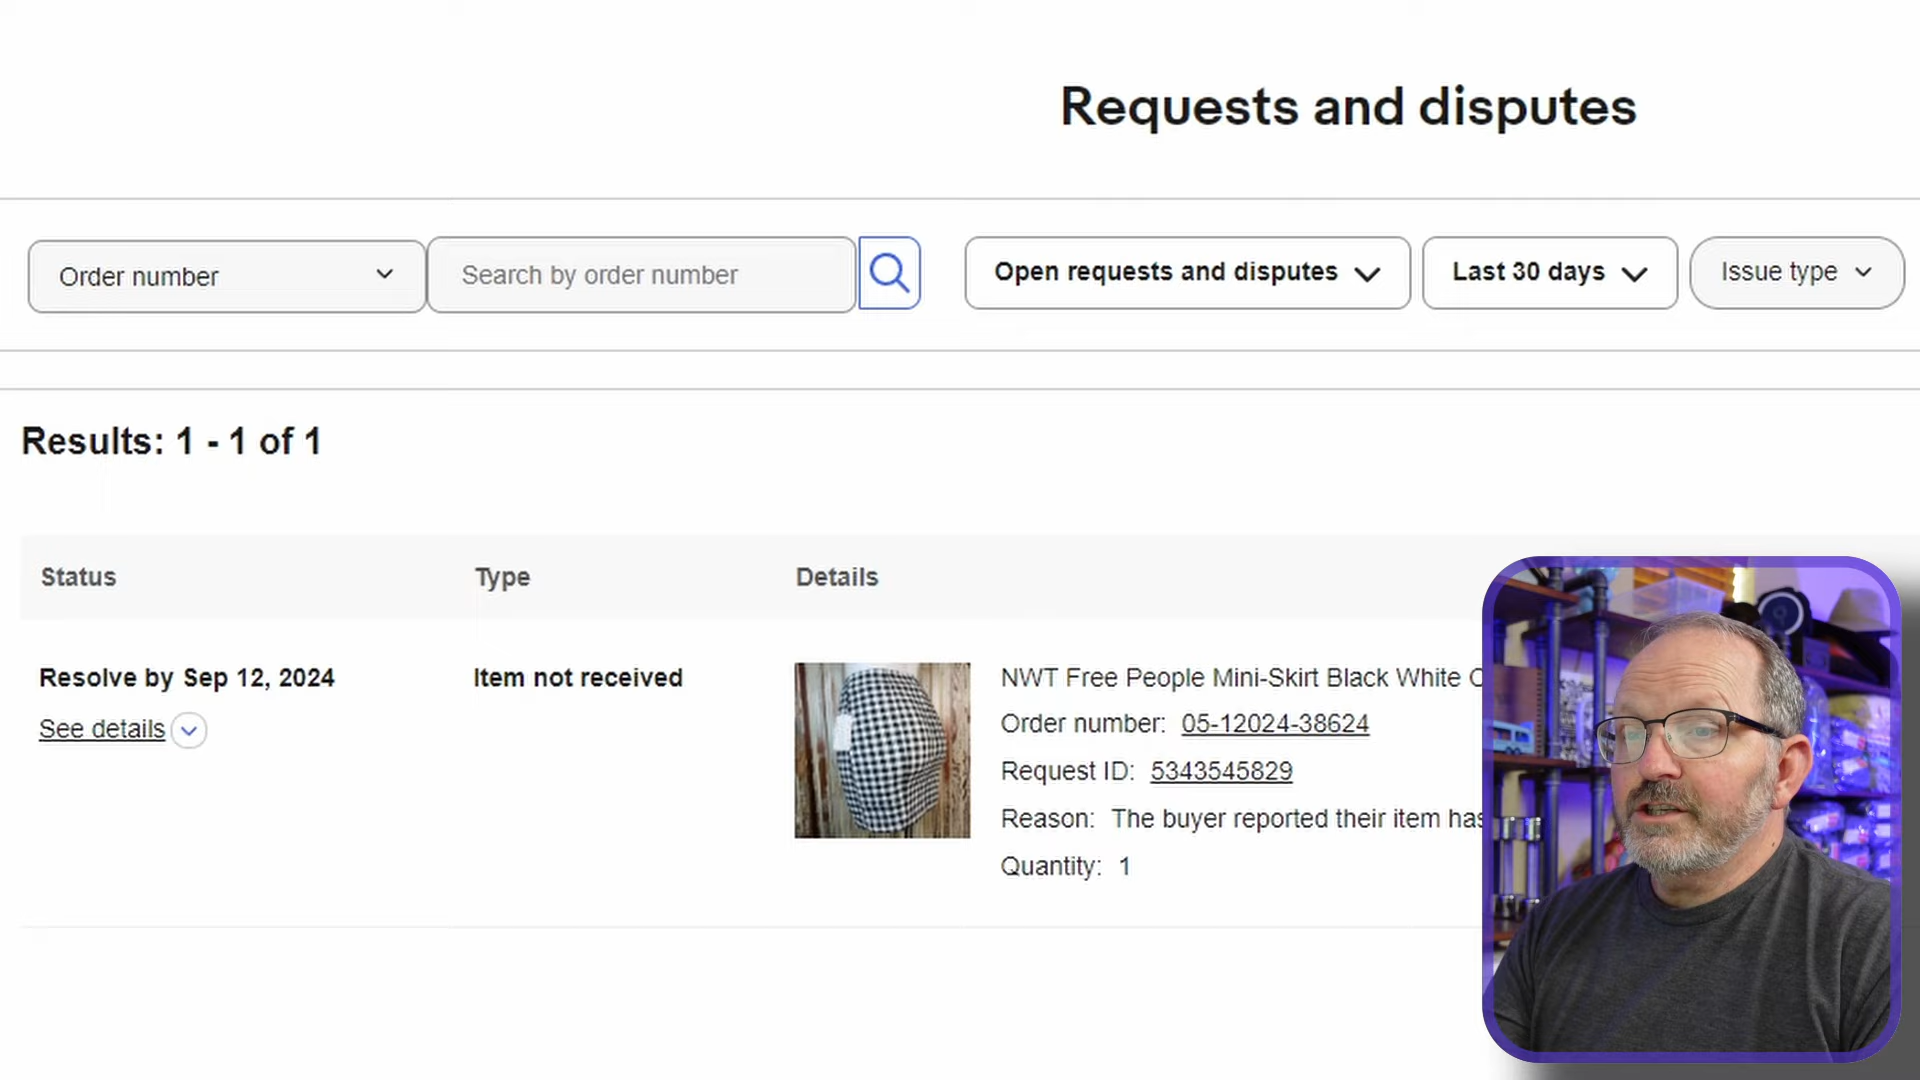 Requests and disputes
Order number
Search by order number
Open requests and disputes
Last 30 days
Issue type
Results: 1 - 1 of 1
Status
Type
Details
Resolve by Sep 12, 2024
See details
Item not received
NWT Free People Mini-Skirt Black White
Order number: 05-12024-38624
Request ID: 5343545829
Reason: The buyer reported their item has
Quantity: 1